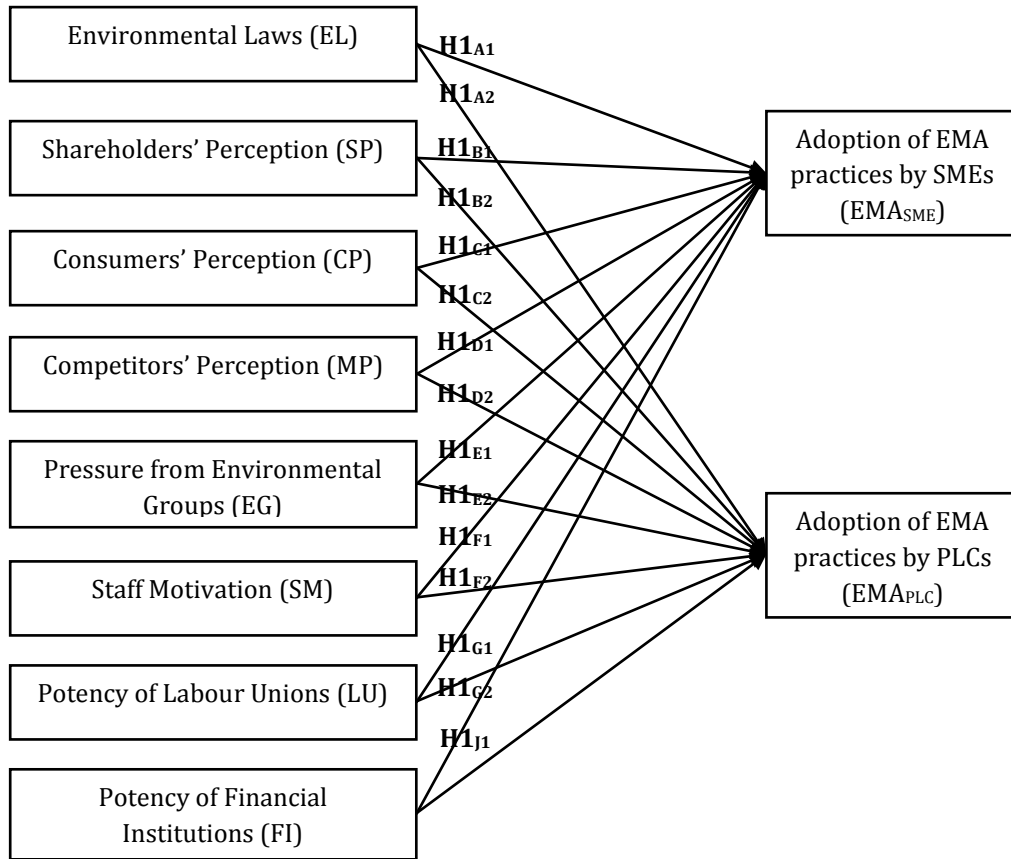 Environmental Laws (EL)
Shareholders’ Perception (SP)
Consumers’ Perception (CP)
Competitors’ Perception (MP)
Pressure from Environmental
Groups (EG)
Staff Motivation (SM)
Potency of Labour Unions (LU)
Potency of Financial
Institutions (FI)
H1A1
H1A2
H1B1
H1B2
H1C1
H1C2
H1D1
H1D2
H1E1
H1E2
H1F1
H1F2
H1G1
H1G2
H1J1
Adoption of EMA
practices by SMEs
(EMASME)
Adoption of EMA
practices by PLCs
(EMAPLC)